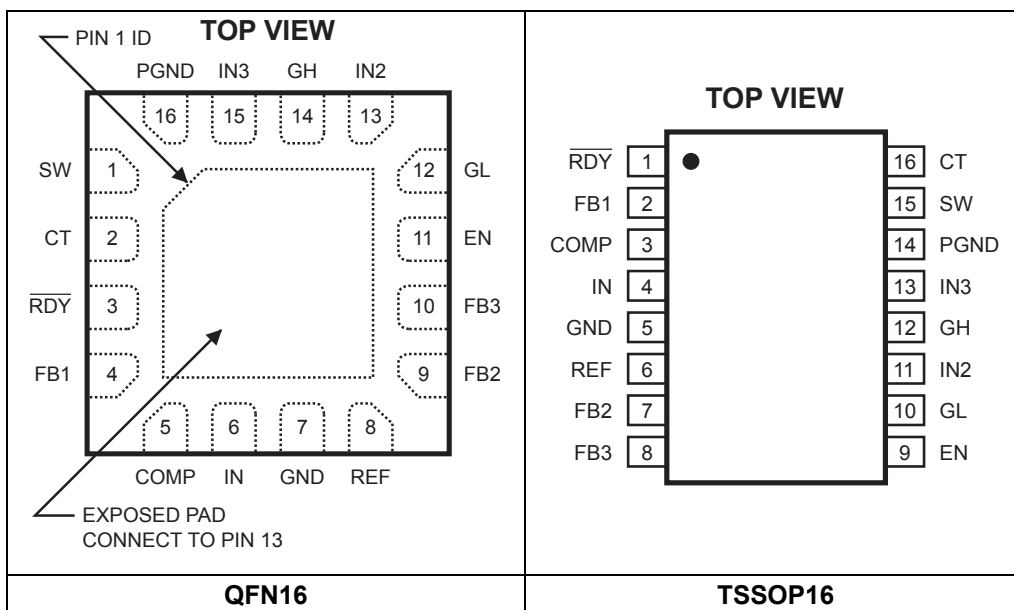 PIN 1 ID
TOP VIEW
PGND IN3 GH IN2
16 15 14 13
SW 1
CT 2
RDY 3
FB1 4
12 GL
11 EN
10 FB3
9 FB2
5 6 7 8
COMP IN GND REF
EXPOSED PAD
CONNECT TO PIN 13
QFN16
TOP VIEW
RDY 1
FB1 2
COMP 3
IN 4
GND 5
REF 6
FB2 7
FB3 8
16 CT
15 SW
14 PGND
13 IN3
12 GH
11 IN2
10 GL
9 EN
TSSOP16